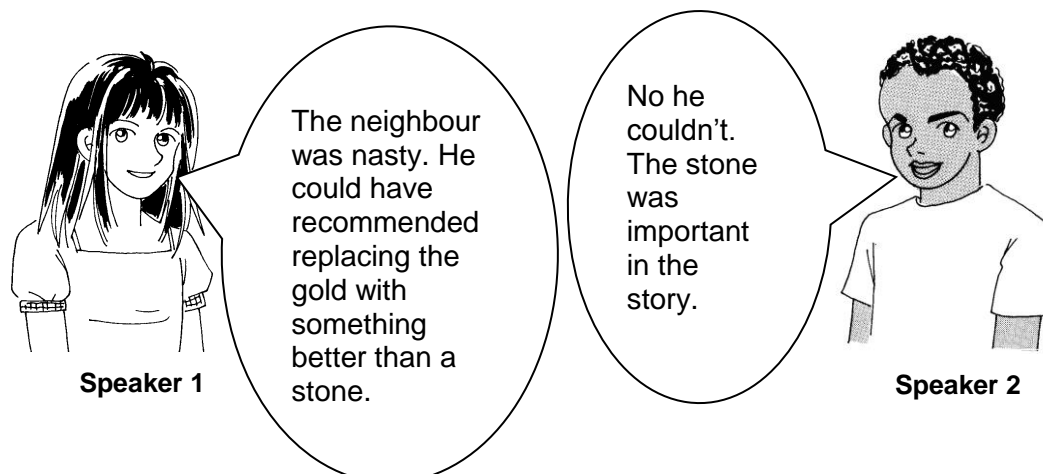 The neighbour
was nasty. He
could have
recommended
replacing the
gold with
something
better than a
stone.
Speaker 1
No he
couldn’t.
The stone
was
important
in the
story.
Speaker 2